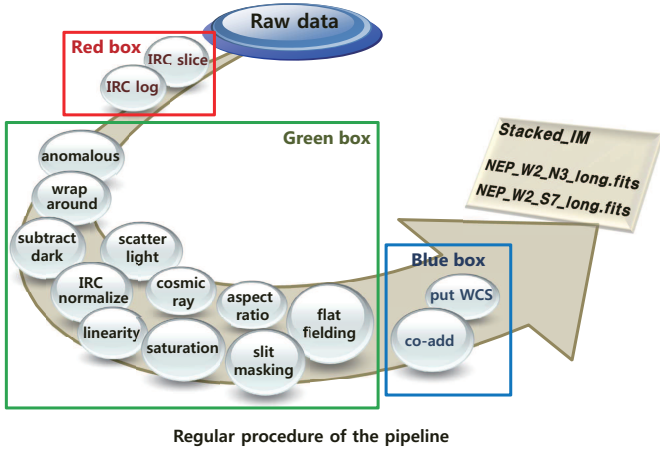 Raw data
Red box
IRC slice
IRC log
Green box
anomalous
wrap
around
subtract
dark
scatter
light
IRC
normalize
cosmic
ray
linearity
saturation
aspect
ratio
slit
masking
flat
fielding
Blue box
put WCS
co-add
Stacked_IM
NEP_W2_N3_long.fits
NEP_W2_S7_long.fits
Regular procedure of the pipeline